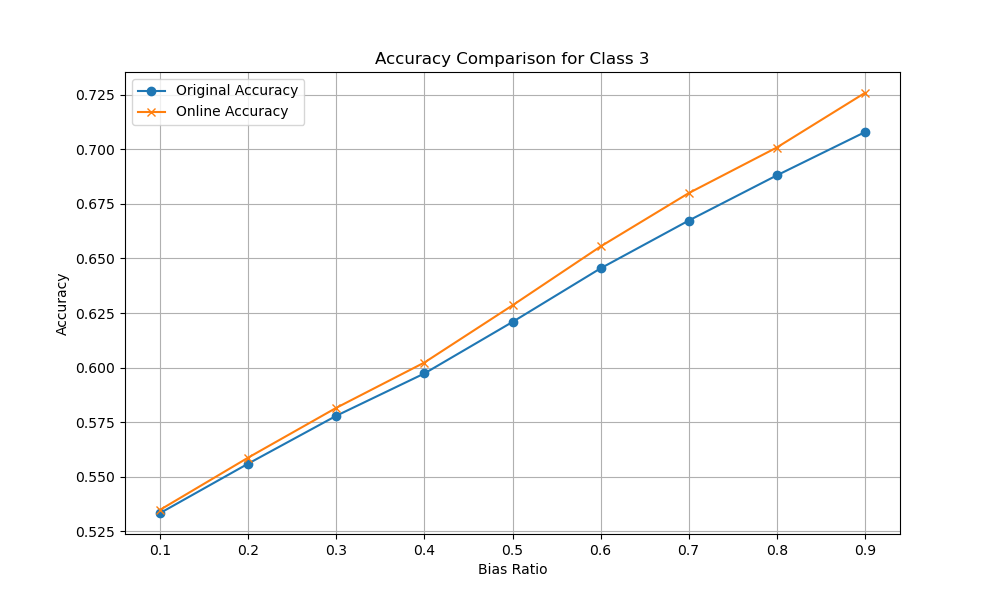 Accuracy Comparison for Class 3
Original Accuracy
Online Accuracy
Accuracy
0.725
0.700
0.675
0.650
0.625
0.600
0.575
0.550
0.525
0.1 0.2 0.3 0.4 0.5 0.6 0.7 0.8 0.9
Bias Ratio